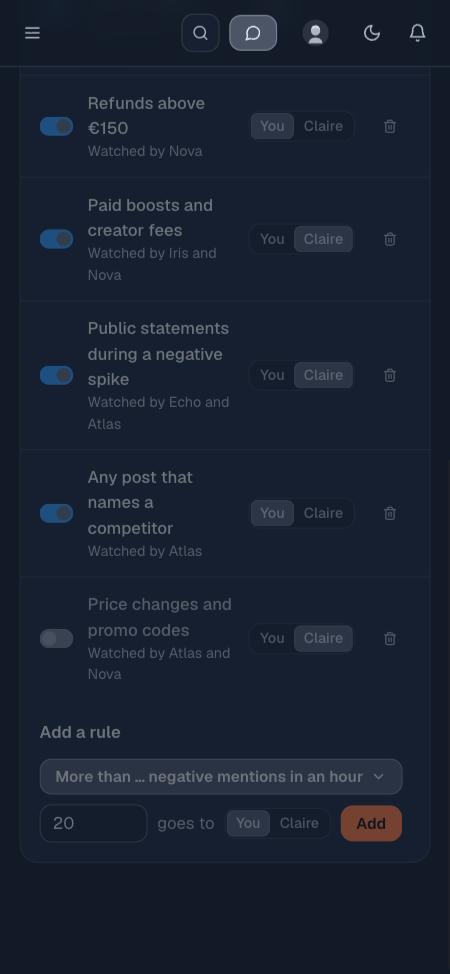 Refunds above
€150
Watched by Nova
You Claire
Paid boosts and
creator fees
Watched by Iris and
Nova
You Claire
Public statements
during a negative
spike
Watched by Echo and
Atlas
You Claire
Any post that
names a
competitor
Watched by Atlas
You Claire
Price changes and
promo codes
Watched by Atlas and
Nova
You Claire
Add a rule
More than … negative mentions in an hour
20 goes to You Claire Add